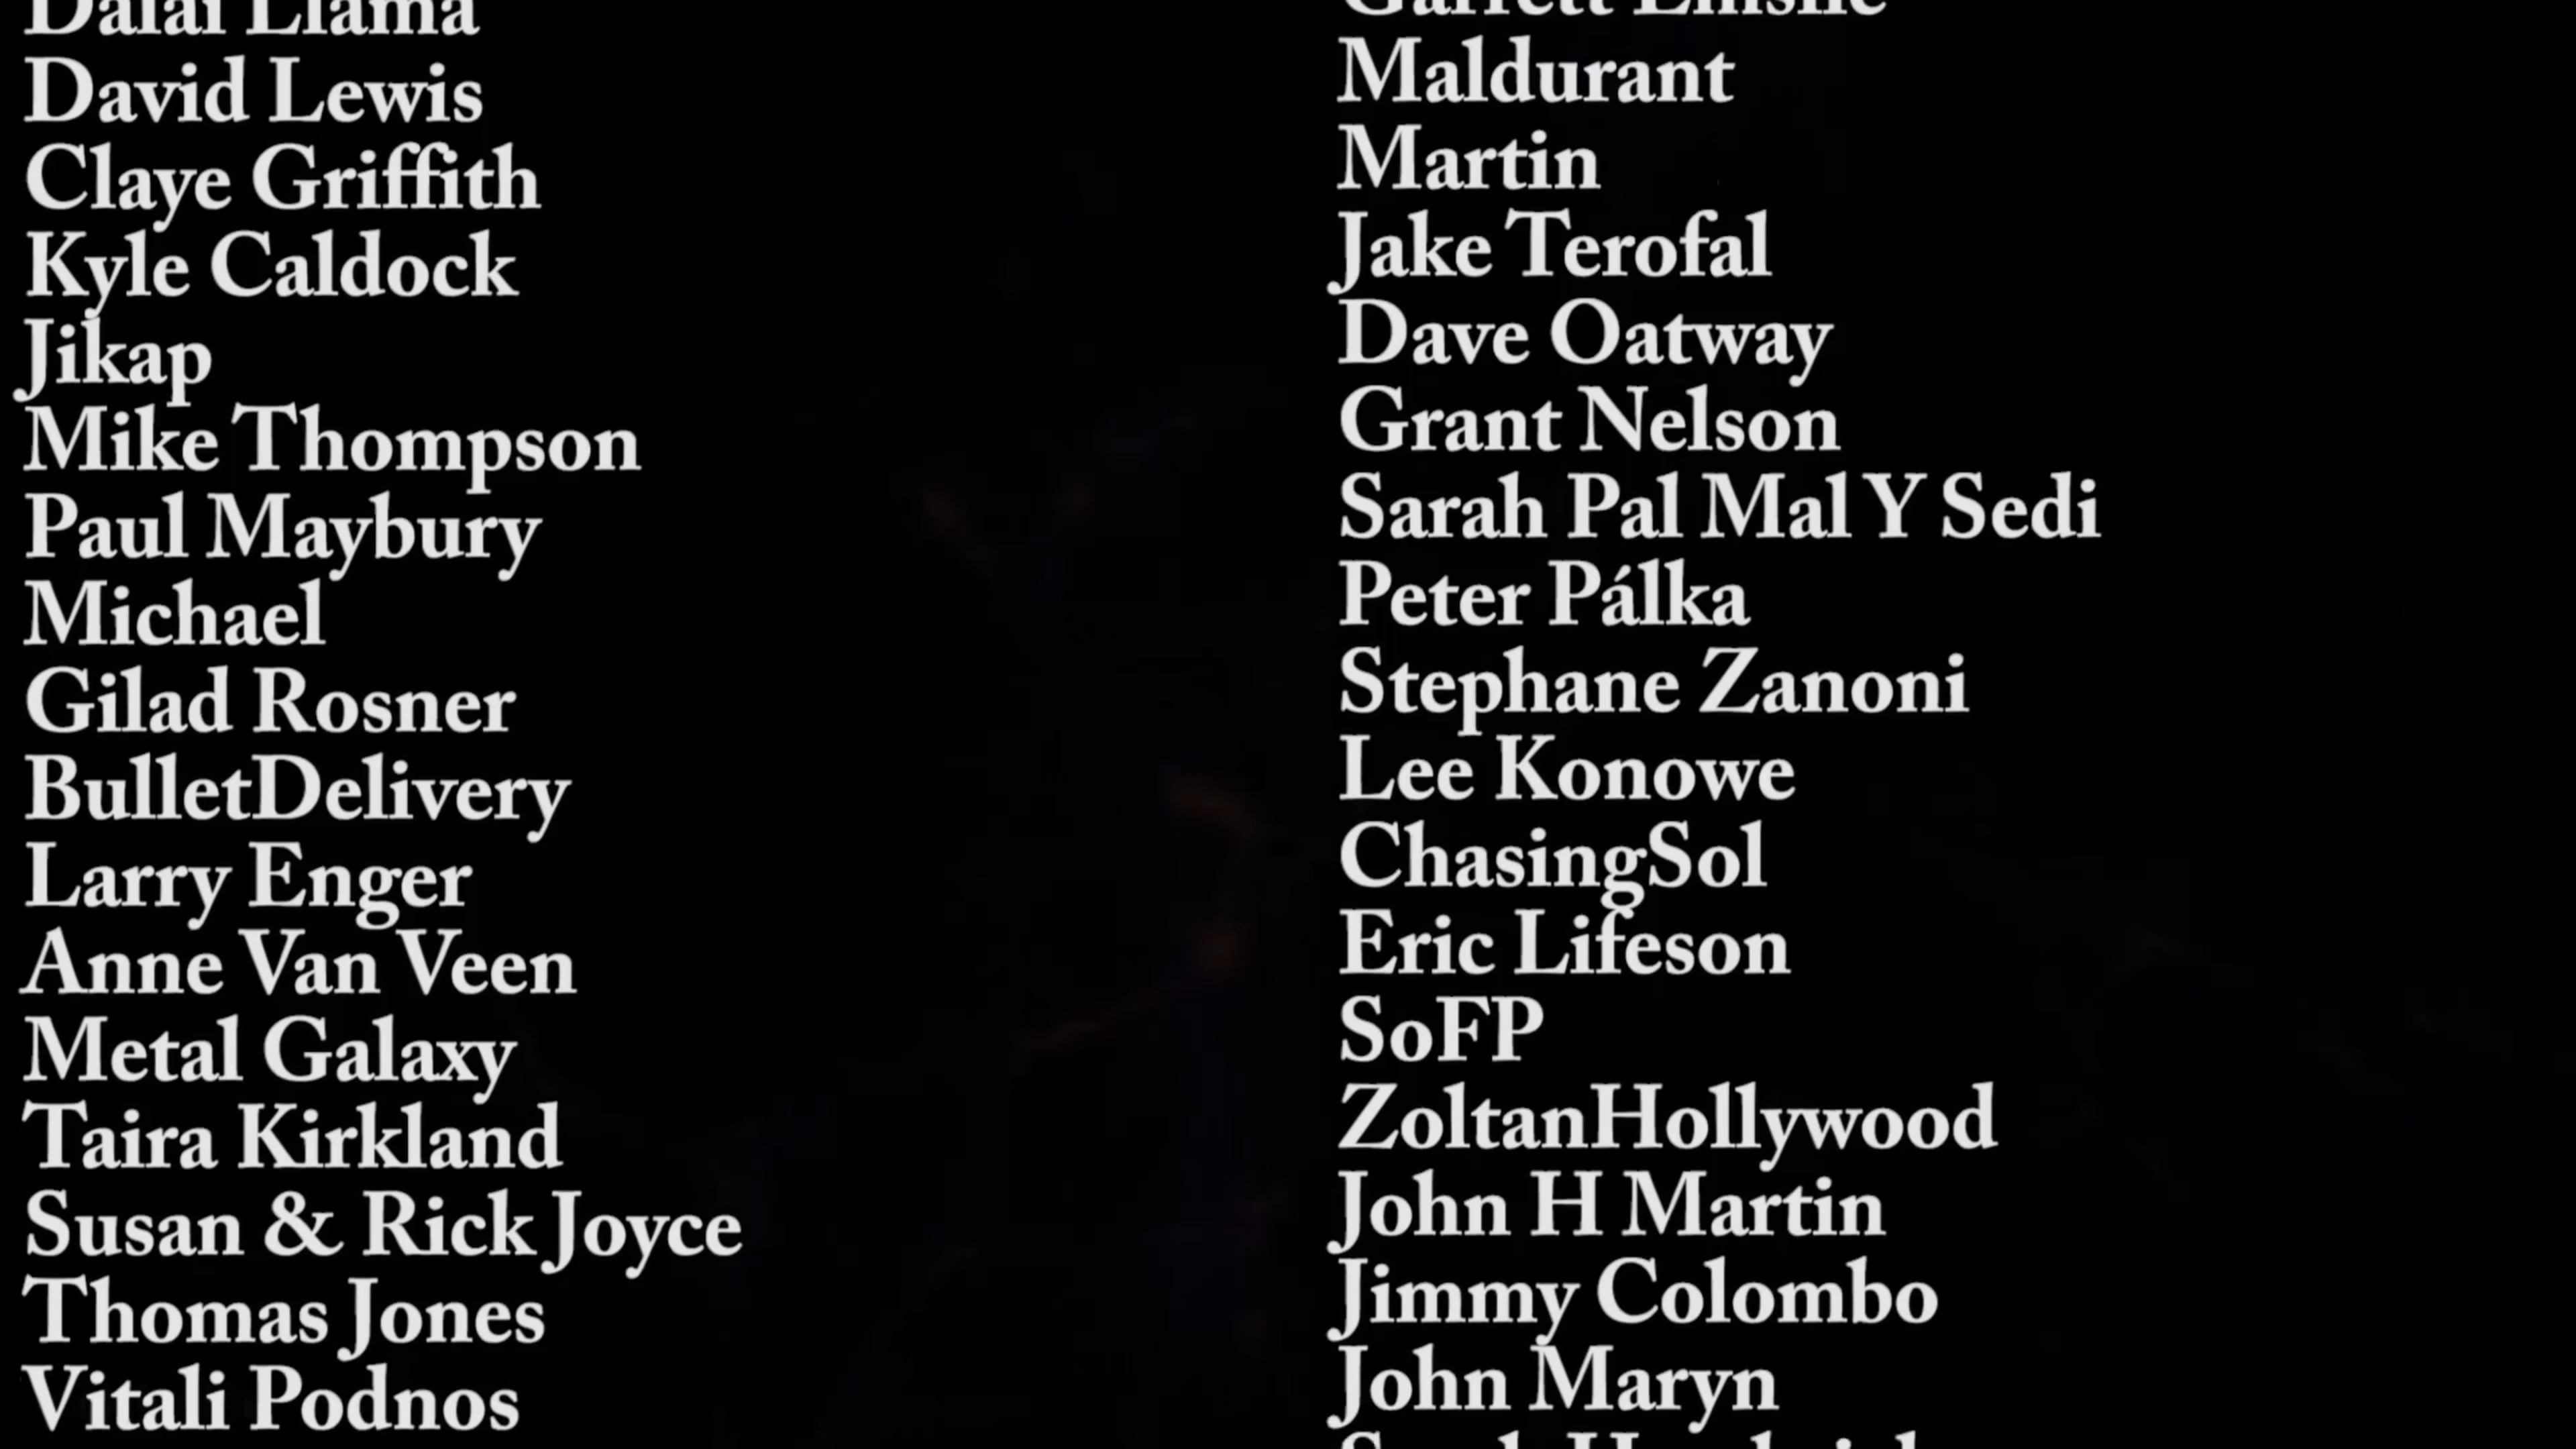 Dalai Llama
David Lewis
Claye Griffith
Kyle Caldock
Jikap
Mike Thompson
Paul Maybury
Michael
Gilad Rosner
BulletDelivery
Larry Enger
Anne Van Veen
Metal Galaxy
Taira Kirkland
Susan & Rick Joyce
Thomas Jones
Vitali Podnos
Garrett
Maldurant
Martin
Jake Terofal
Dave Oatway
Grant Nelson
Sarah Pal Mal Y Sedi
Peter Pálka
Stephane Zanoni
Lee Konowe
ChasingSol
Eric Lifeson
SoFP
ZoltanHollywood
John H Martin
Jimmy Colombo
John Maryn